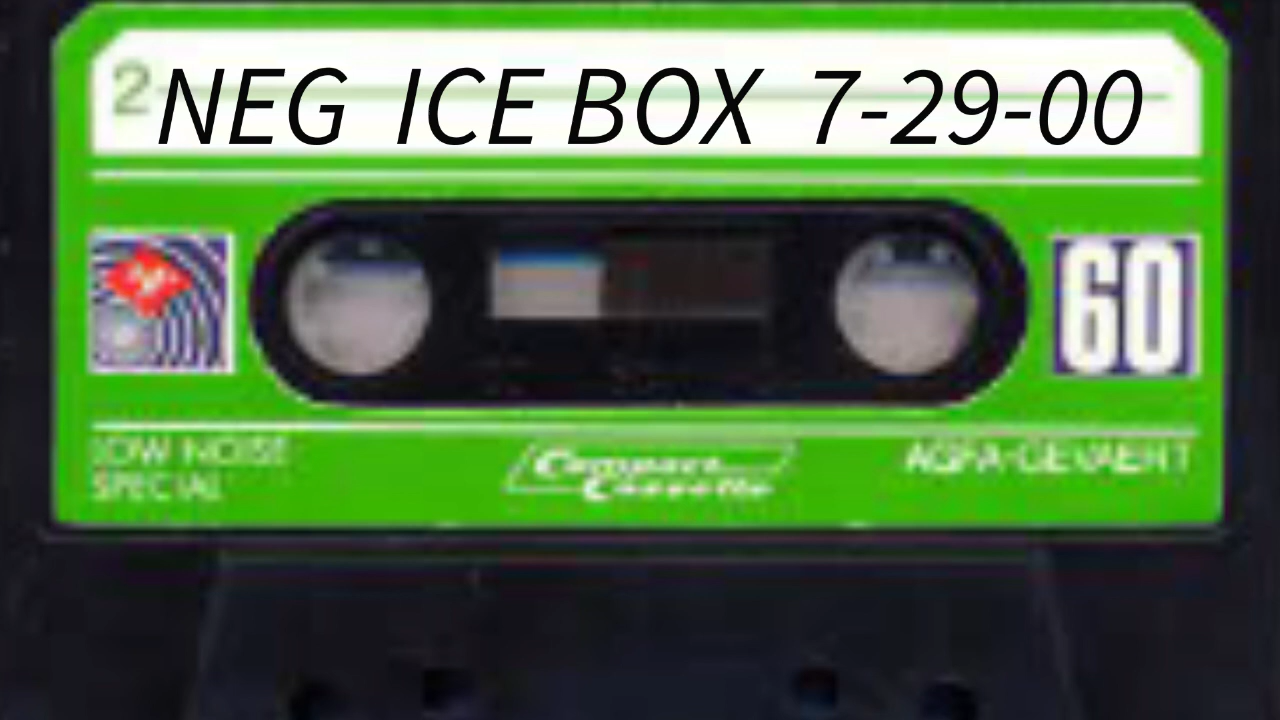 2 NEG ICE BOX 7-29-00
60
LOW NOISE
SPECIAL
Compact
Cassette
AGFA-GEVAERT